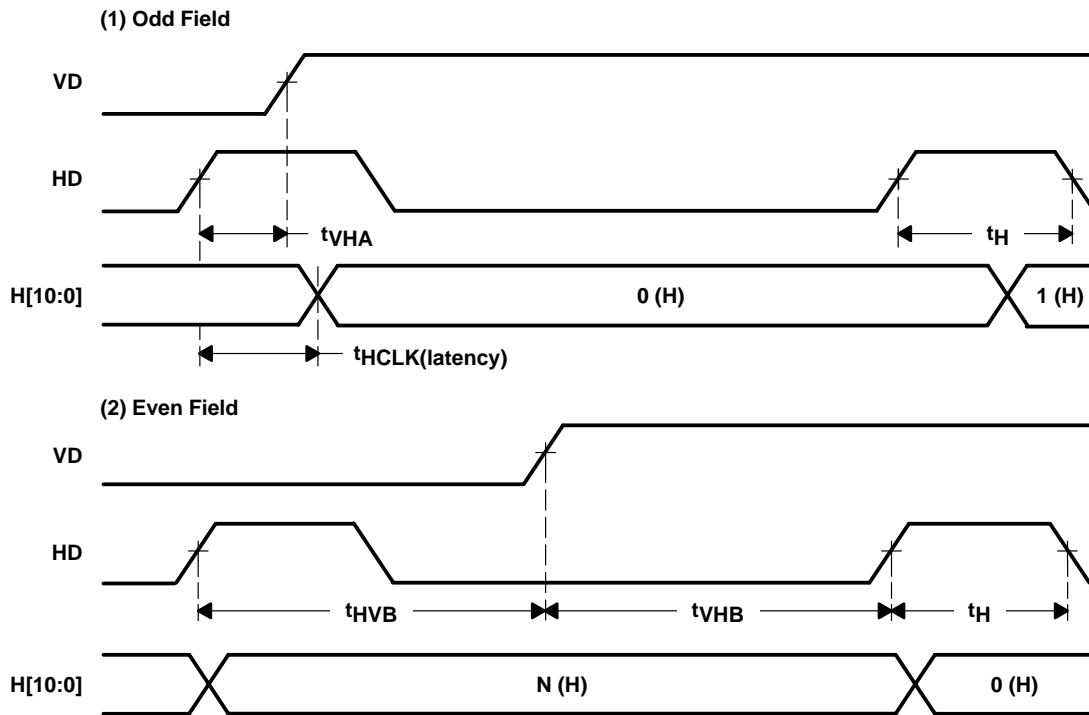 (1) Odd Field
VD
HD
tVHA
tH
H[10:0]
0 (H)
1 (H)
tHCLK(latency)
(2) Even Field
VD
HD
tHVB
tVHB
tH
H[10:0]
N (H)
0 (H)